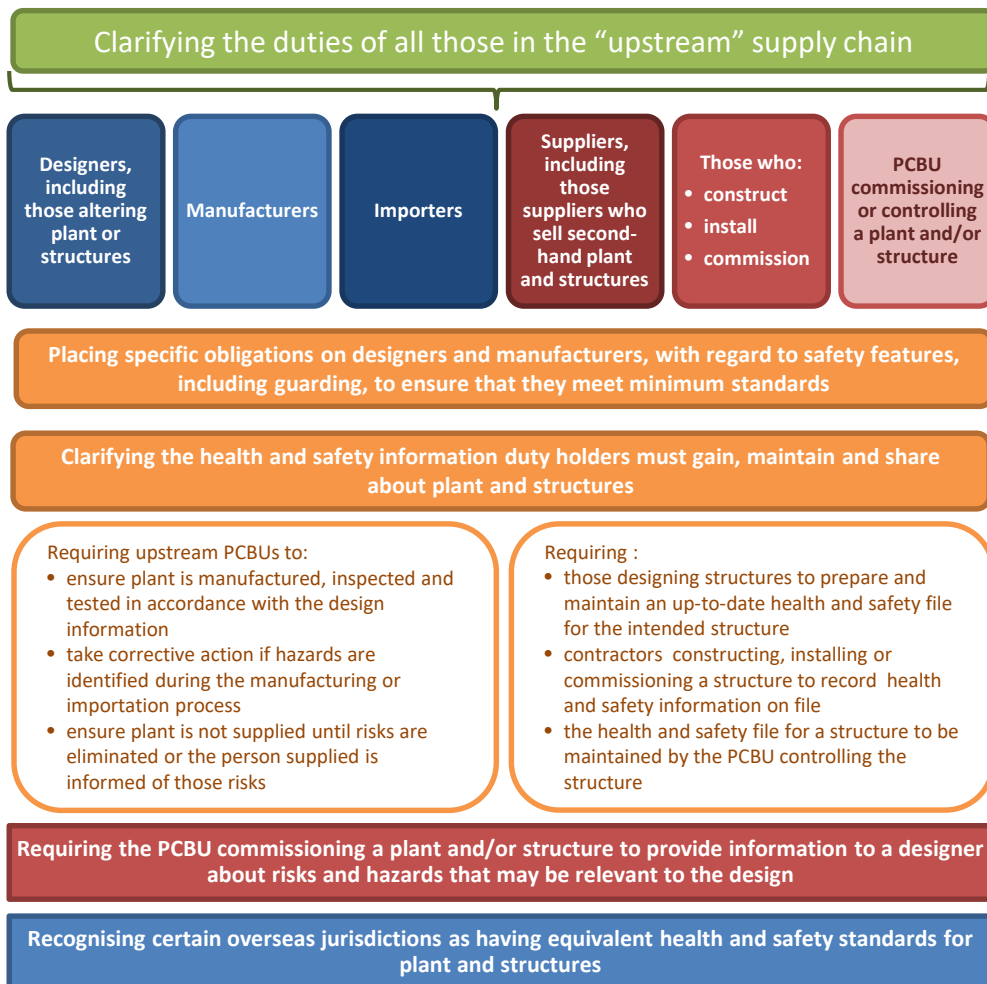 Clarifying the duties of all those in the “upstream” supply chain
Designers,
including
those altering
plant or
structures
Manufacturers
Importers
Suppliers,
including
those
suppliers who
sell second-
hand plant
and structures
Those who:
• construct
• install
• commission
PCBU
commissioning
or controlling
a plant and/or
structure
Placing specific obligations on designers and manufacturers, with regard to safety features,
including guarding, to ensure that they meet minimum standards
Clarifying the health and safety information duty holders must gain, maintain and share
about plant and structures
Requiring upstream PCBUs to:
• ensure plant is manufactured, inspected and
tested in accordance with the design
information
• take corrective action if hazards are
identified during the manufacturing or
importation process
• ensure plant is not supplied until risks are
eliminated or the person supplied is
informed of those risks
Requiring :
• those designing structures to prepare and
maintain an up-to-date health and safety file
for the intended structure
• contractors constructing, installing or
commissioning a structure to record health
and safety information on file
• the health and safety file for a structure to be
maintained by the PCBU controlling the
structure
Requiring the PCBU commissioning a plant and/or structure to provide information to a designer
about risks and hazards that may be relevant to the design
Recognising certain overseas jurisdictions as having equivalent health and safety standards for
plant and structures